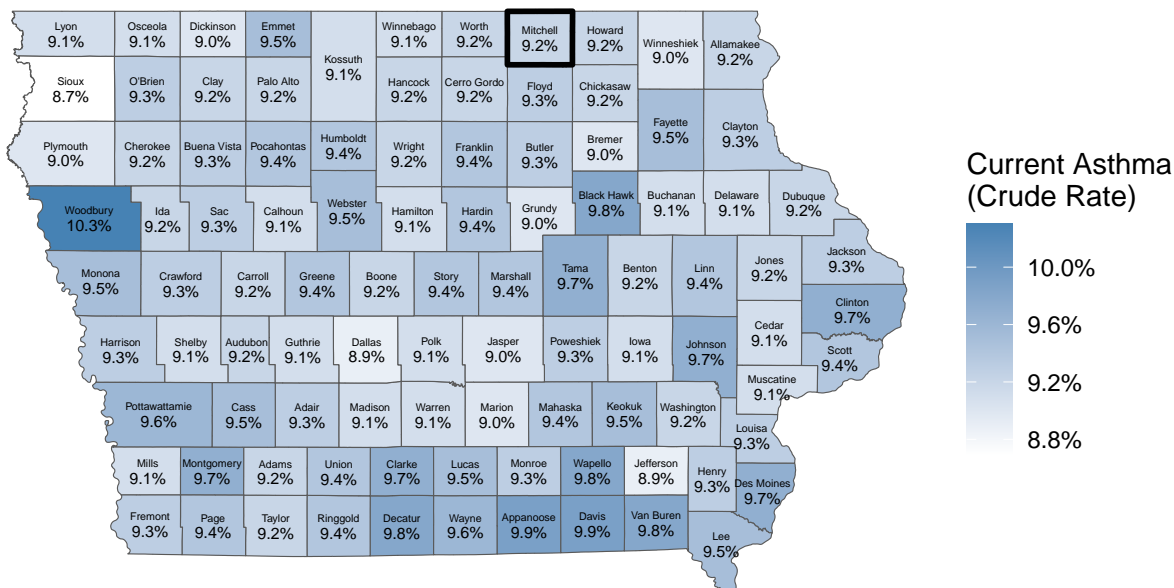 Lyon
9.1%
Osceola
9.1%
Dickinson
9.0%
Emmet
9.5%
Kossuth
9.1%
Winnebago
9.1%
Worth
9.2%
Mitchell
9.2%
Howard
9.2%
Winneshiek
9.0%
Allamakee
9.2%
Sioux
8.7%
O'Brien
9.3%
Clay
9.2%
Palo Alto
9.2%
Hancock
9.2%
Cerro Gordo
9.2%
Floyd
9.3%
Chickasaw
9.2%
Fayette
9.5%
Clayton
9.3%
Plymouth
9.0%
Cherokee
9.2%
Buena Vista
9.3%
Pocahontas
9.4%
Humboldt
9.4%
Wright
9.2%
Franklin
9.4%
Butler
9.3%
Bremer
9.0%
Woodbury
10.3%
Ida
9.2%
Sac
9.3%
Calhoun
9.1%
Webster
9.5%
Hamilton
9.1%
Hardin
9.4%
Grundy
9.0%
Black Hawk
9.8%
Buchanan
9.1%
Delaware
9.1%
Dubuque
9.2%
Monona
9.5%
Crawford
9.3%
Carroll
9.2%
Greene
9.4%
Boone
9.2%
Story
9.4%
Marshall
9.4%
Tama
9.7%
Benton
9.2%
Linn
9.4%
Jones
9.2%
Jackson
9.3%
Clinton
9.7%
Harrison
9.3%
Shelby
9.1%
Audubon
9.2%
Guthrie
9.1%
Dallas
8.9%
Polk
9.1%
Jasper
9.0%
Poweshiek
9.3%
Iowa
9.1%
Johnson
9.7%
Cedar
9.1%
Scott
9.4%
Muscatine
9.1%
Pottawattamie
9.6%
Cass
9.5%
Adair
9.3%
Madison
9.1%
Warren
9.1%
Marion
9.0%
Mahaska
9.4%
Keokuk
9.5%
Washington
9.2%
Louisa
9.3%
Mills
9.1%
Montgomery
9.7%
Adams
9.2%
Union
9.4%
Clarke
9.7%
Lucas
9.5%
Monroe
9.3%
Wapello
9.8%
Jefferson
8.9%
Henry
9.3%
Des Moines
9.7%
Fremont
9.3%
Page
9.4%
Taylor
9.2%
Ringgold
9.4%
Decatur
9.8%
Wayne
9.6%
Appanoose
9.9%
Davis
9.9%
Van Buren
9.8%
Lee
9.5%
Current Asthma
(Crude Rate)
10.0%
9.6%
9.2%
8.8%